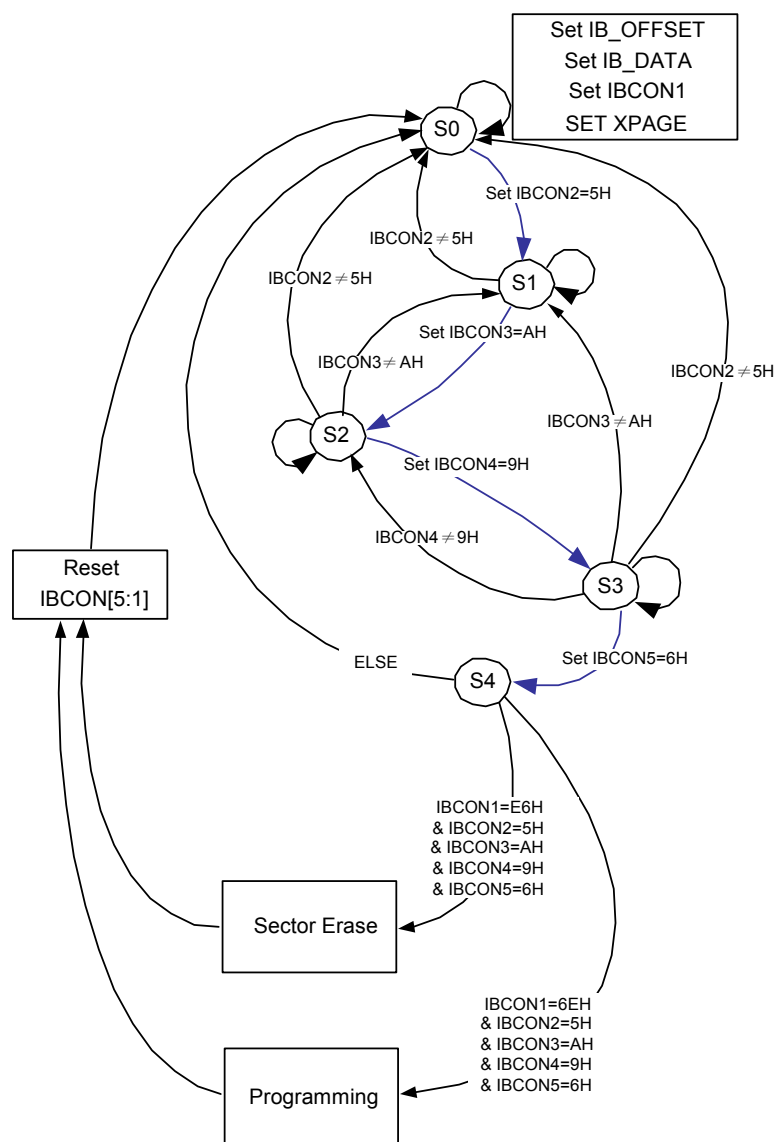 Set IB_OFFSET
Set IB_DATA
Set IBCON1
SET XPAGE
S0
Set IBCON2=5H
IBCON2≠5H
IBCON2≠5H
S1
Set IBCON3=AH
IBCON3≠AH
IBCON2≠5H
IBCON3≠AH
S2
Set IBCON4=9H
IBCON4≠9H
Reset
IBCON[5:1]
S3
ELSE
Set IBCON5=6H
S4
IBCON1=E6H
& IBCON2=5H
& IBCON3=AH
& IBCON4=9H
& IBCON5=6H
Sector Erase
IBCON1=6EH
& IBCON2=5H
& IBCON3=AH
& IBCON4=9H
& IBCON5=6H
Programming